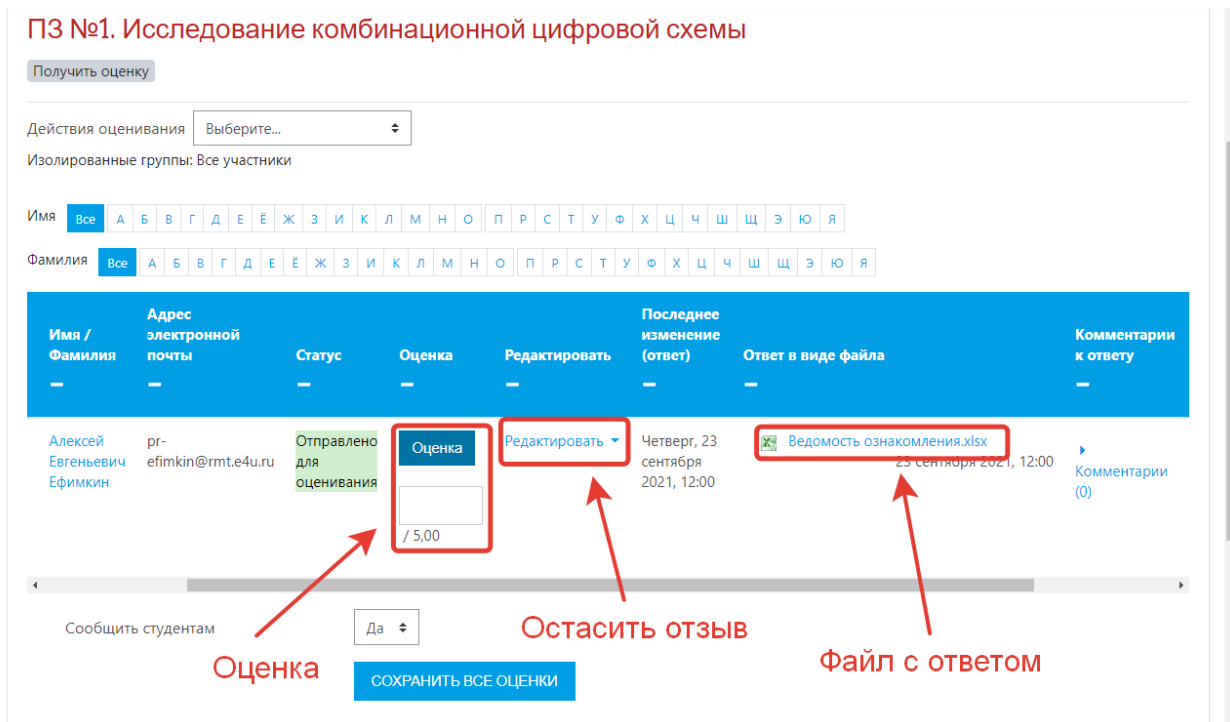 ПЗ №1. Исследование комбинационной цифровой схемы
Получить оценку
Действия оценивания Выберите...
Изолированные группы: Все участники
Имя Все А Б В Г Д Е Ё Ж З И К Л М Н О П Р С Т У Ф Х Ц Ч Ш Щ Э Ю Я
Фамилия Все А Б В Г Д Е Ё Ж З И К Л М Н О П Р С Т У Ф Х Ц Ч Ш Щ Э Ю Я
Имя /
Фамилия
Адрес
электронной
почты
Статус
Оценка
Редактировать
Последнее
изменение
(ответ)
Ответ в виде файла
Комментарии
к ответу
Алексей
Евгеньевич
Ефимкин
pr-
efimkin@rmt.e4u.ru
Отправлено
для
оценивания
Оценка
/ 5,00
Редактировать
Четверг, 23
сентября
2021, 12:00
Ведомость ознакомления.xlsx
23 сентября 2021, 12:00
Комментарии
(0)
Сообщить студентам Да
Остасить отзыв
Файл с ответом
Оценка
СОХРАНИТЬ ВСЕ ОЦЕНКИ